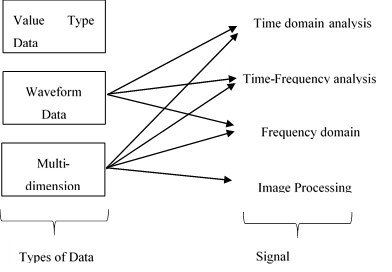 Value Type
Data
Waveform
Data
Multi-
dimension
Types of Data
Time domain analysis
Time-Frequency analysis
Frequency domain
Image Processing
Signal